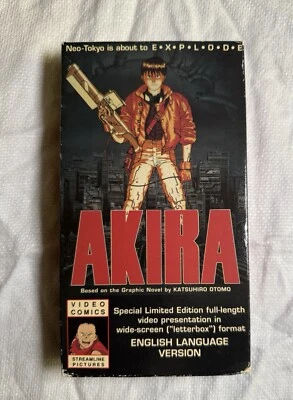 Neo-Tokyo is about to E•X•P•L•O•D•E
AKIRA
Based on the Graphic Novel by KATSUHIRO OTOMO
VIDEO
COMICS
STREAMLINE
PICTURES
Special Limited Edition full-length
video presentation in
wide-screen ("letterbox") format
ENGLISH LANGUAGE
VERSION